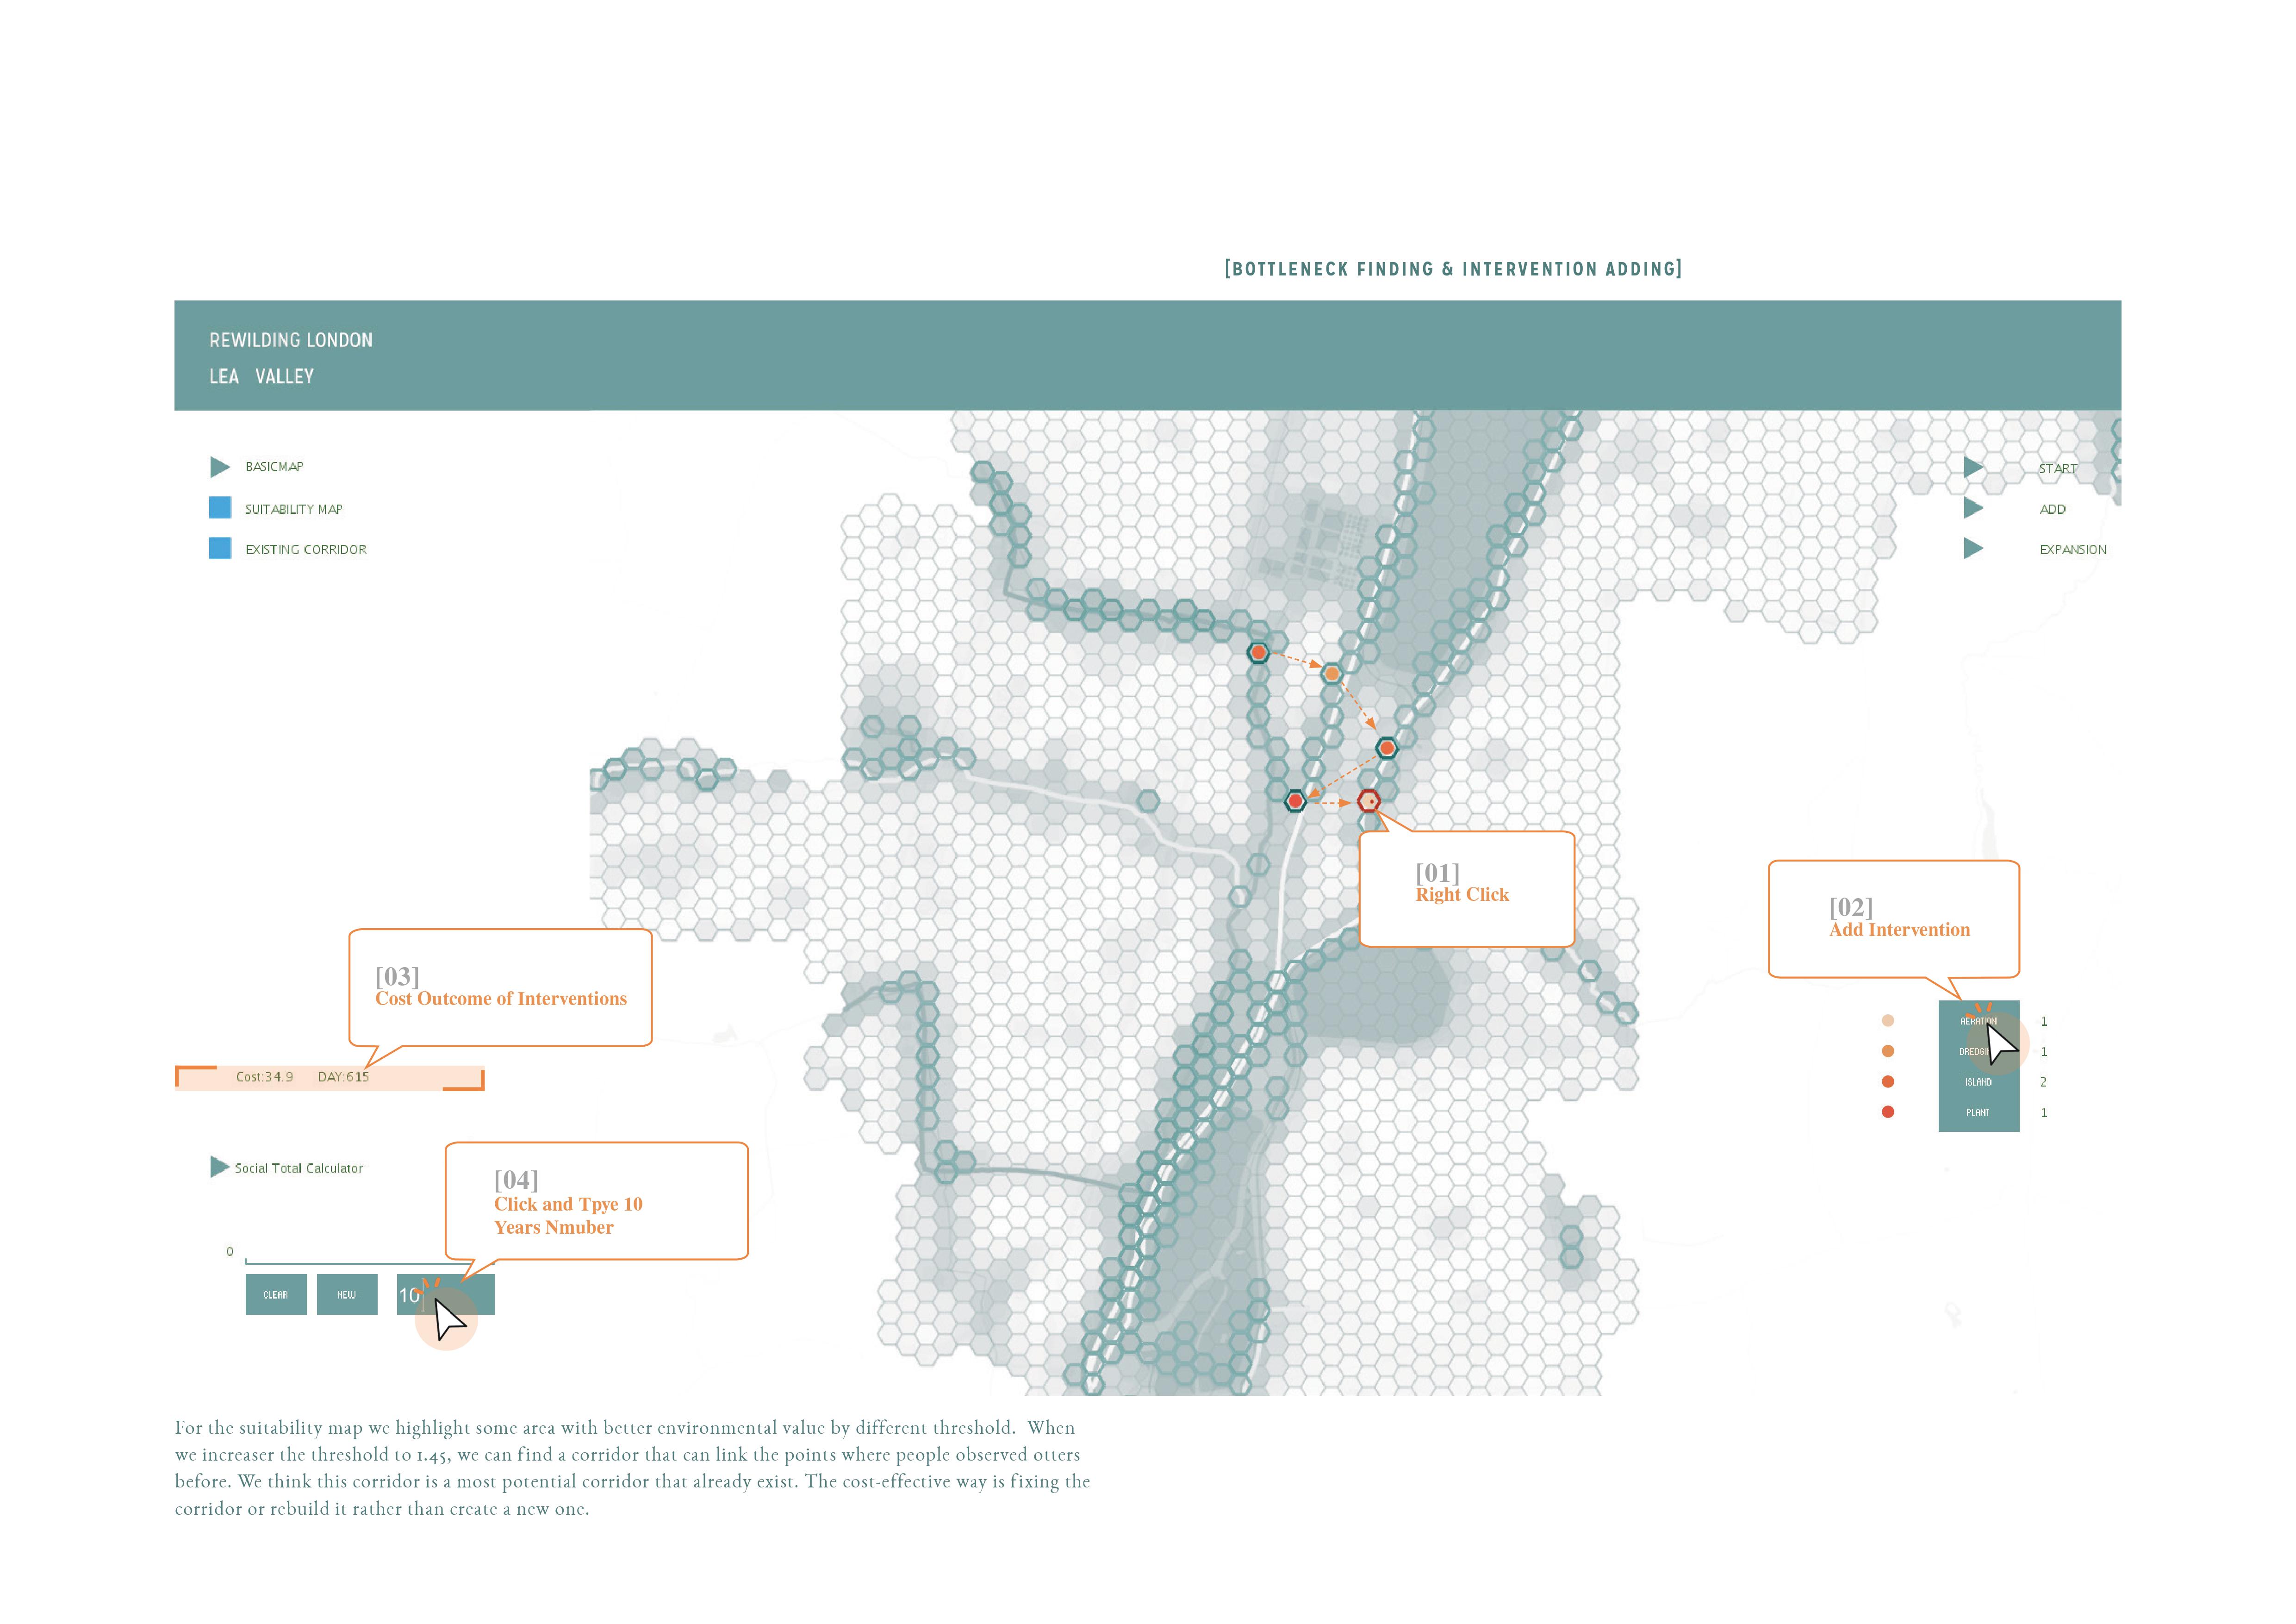 [BOTTLENECK FINDING & INTERVENTION ADDING]
REWILDING LONDON
LEA VALLEY
BASICMAP
SUITABILITY MAP
EXISTING CORRIDOR
START
ADD
EXPANSION
[01]
Right Click
[02]
Add Intervention
AERATION 1
1
ISLAND 2
PLANT 1
[03]
Cost Outcome of Interventions
Cost:34.9 DAY:615
Social Total Calculator
[04]
Click and Tpye 10
Years Nmuber
0
CLEAR NEW 10
For the suitability map we highlight some area with better environmental value by different threshold. When
we increaser the threshold to 1.45, we can find a corridor that can link the points where people observed otters
before. We think this corridor is a most potential corridor that already exist. The cost-effective way is fixing the
corridor or rebuild it rather than create a new one.